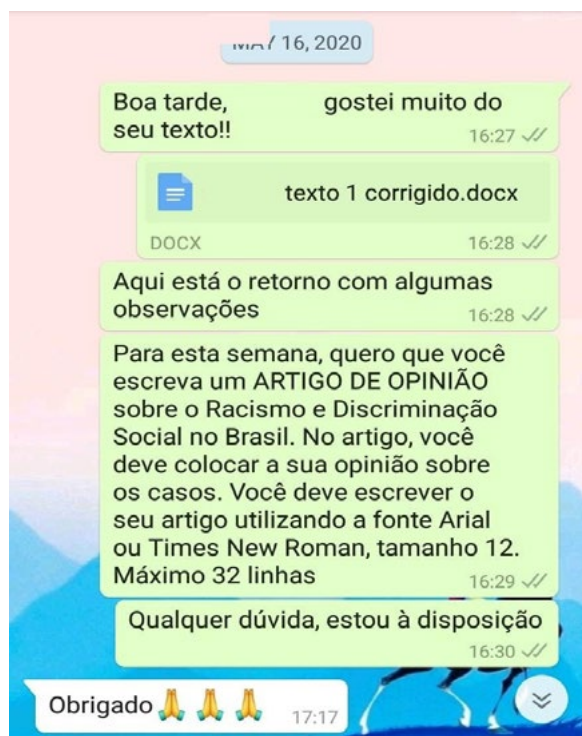 MAY 16, 2020
Boa tarde, gostei muito do
seu texto!!
16:27
texto 1 corrigido.docx
DOCX
16:28
Aqui está o retorno com algumas
observações
16:28
Para esta semana, quero que você
escreva um ARTIGO DE OPINIÃO
sobre o Racismo e Discriminação
Social no Brasil. No artigo, você
deve colocar a sua opinião sobre
os casos. Você deve escrever o
seu artigo utilizando a fonte Arial
ou Times New Roman, tamanho 12.
Máximo 32 linhas
16:29
Qualquer dúvida, estou à disposição
16:30
Obrigado 🙏 🙏 🙏
17:17